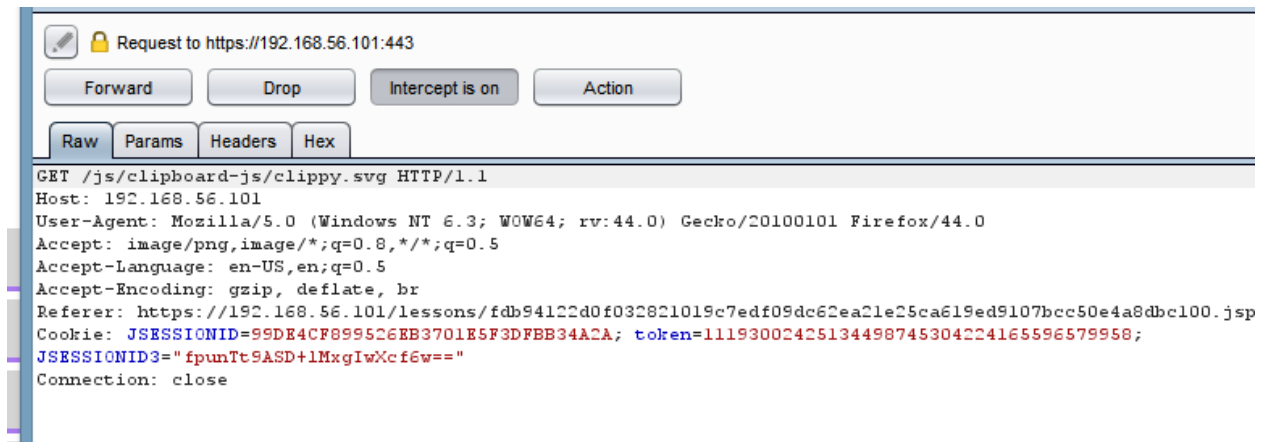 Request to https://192.168.56.101:443
Forward Drop Intercept is on Action
Raw Params Headers Hex
GET /js/clipboard-js/clippy.svg HTTP/1.1
Host: 192.168.56.101
User-Agent: Mozilla/5.0 (Windows NT 6.3; WOW64; rv:44.0) Gecko/20100101 Firefox/44.0
Accept: image/png,image/*;q=0.8,*/*;q=0.5
Accept-Language: en-US,en;q=0.5
Accept-Encoding: gzip, deflate, br
Referer: https://192.168.56.101/lessons/fdb94122d0f032821019c7edf09dc62ea21e25ca619ed9107bcc50e4a8dbc100.jsp
Cookie: JSESSIONID=99DE4CF899526EB3701E5F3DFBB34A2A; token=111930024251344987453042241655965799​58;
JSESSIONID3="fpunTt9ASD+lMxgIwXcf6w=="
Connection: close